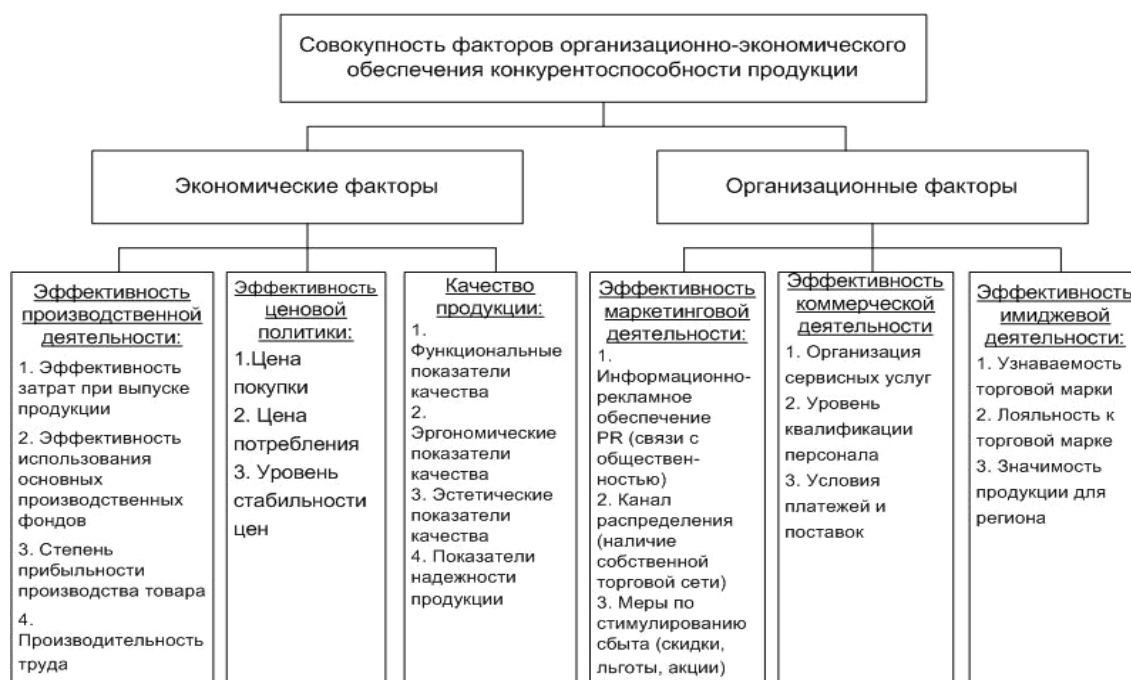 Совокупность факторов организационно-экономического
обеспечения конкурентоспособности продукции
Экономические факторы
Организационные факторы
Эффективность
производственной
деятельности:
1. Эффективность
затрат при выпуске
продукции
2. Эффективность
использования
основных
производственных
фондов
3. Степень
прибыльности
производства товара
4.
Производительность
труда
Эффективность
ценовой
политики:
1.Цена
покупки
2. Цена
потребления
3. Уровень
стабильности
цен
Качество
продукции:
1.
Функциональные
показатели
качества
2.
Эргономические
показатели
качества
3. Эстетические
показатели
качества
4. Показатели
надежности
продукции
Эффективность
маркетинговой
деятельности:
1.
Информационно-
рекламное
обеспечение
PR (связи с
обществен-
ностью)
2. Канал
распределения
(наличие
собственной
торговой сети)
3. Меры по
стимулированию
сбыта (скидки,
льготы, акции)
Эффективность
коммерческой
деятельности
1. Организация
сервисных услуг
2. Уровень
квалификации
персонала
3. Условия
платежей и
поставок
Эффективность
имиджевой
деятельности:
1. Узнаваемость
торговой марки
2. Лояльность к
торговой марке
3. Значимость
продукции для
региона